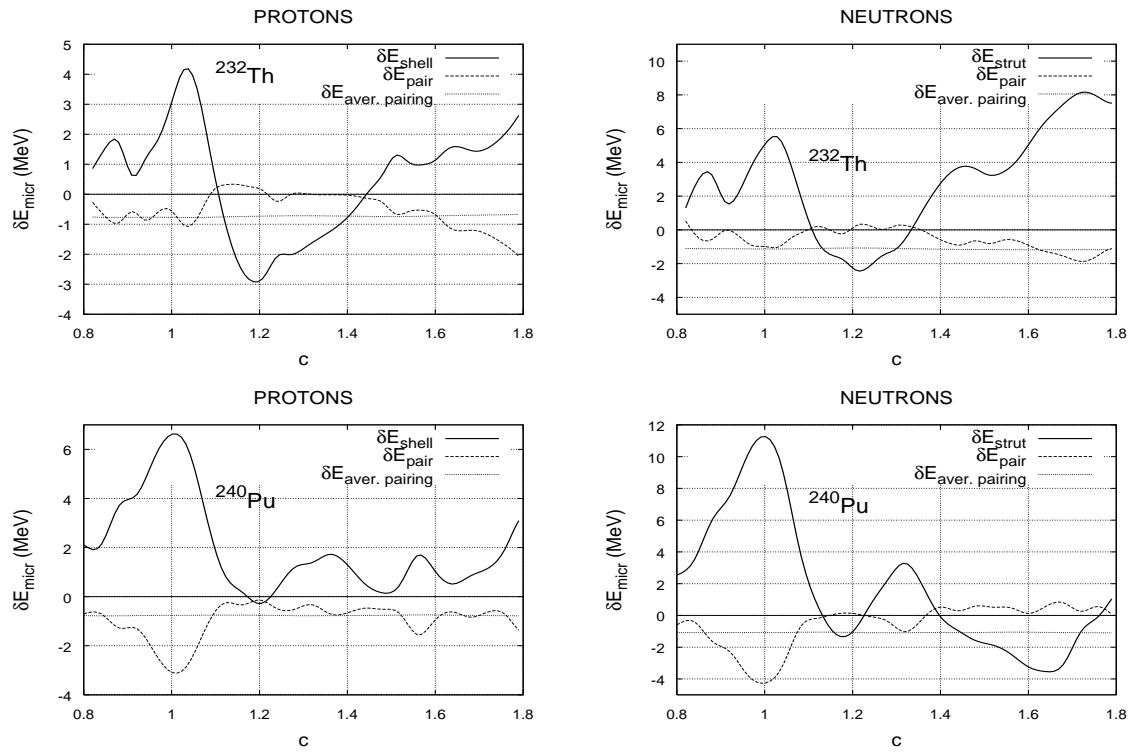 PROTONS
δE_micr (MeV)
5
4
3
2
1
0
-1
-2
-3
-4
232Th
δE_shell
δE_pair
δE_aver. pairing
0.8 1 1.2 1.4 1.6 1.8
c
NEUTRONS
δE_micr (MeV)
10
8
6
4
2
0
-2
-4
232Th
δE_strut
δE_pair
δE_aver. pairing
0.8 1 1.2 1.4 1.6 1.8
c
PROTONS
δE_micr (MeV)
6
4
2
0
-2
-4
240Pu
δE_shell
δE_pair
δE_aver. pairing
0.8 1 1.2 1.4 1.6 1.8
c
NEUTRONS
δE_micr (MeV)
12
10
8
6
4
2
0
-2
-4
240Pu
δE_strut
δE_pair
δE_aver. pairing
0.8 1 1.2 1.4 1.6 1.8
c